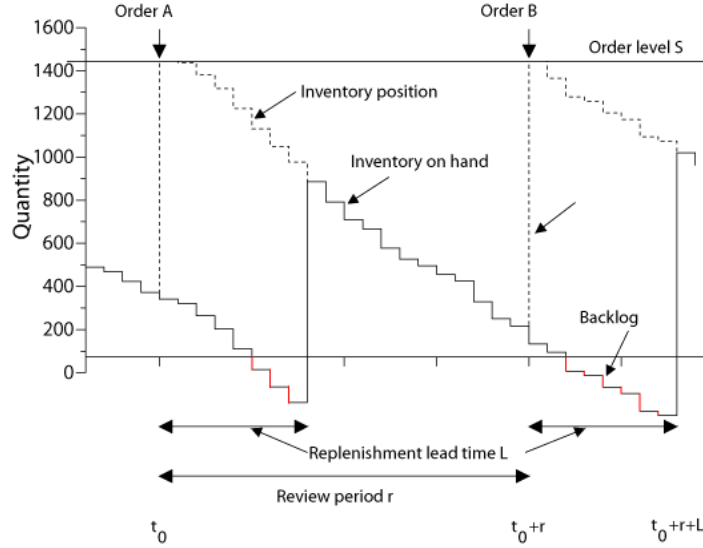 Order A
Order B
Order level S
1600
1400
1200
1000
800
600
400
200
0
Quantity
Inventory position
Inventory on hand
Backlog
Replenishment lead time L
Review period r
t0
t0+r
t0+r+L